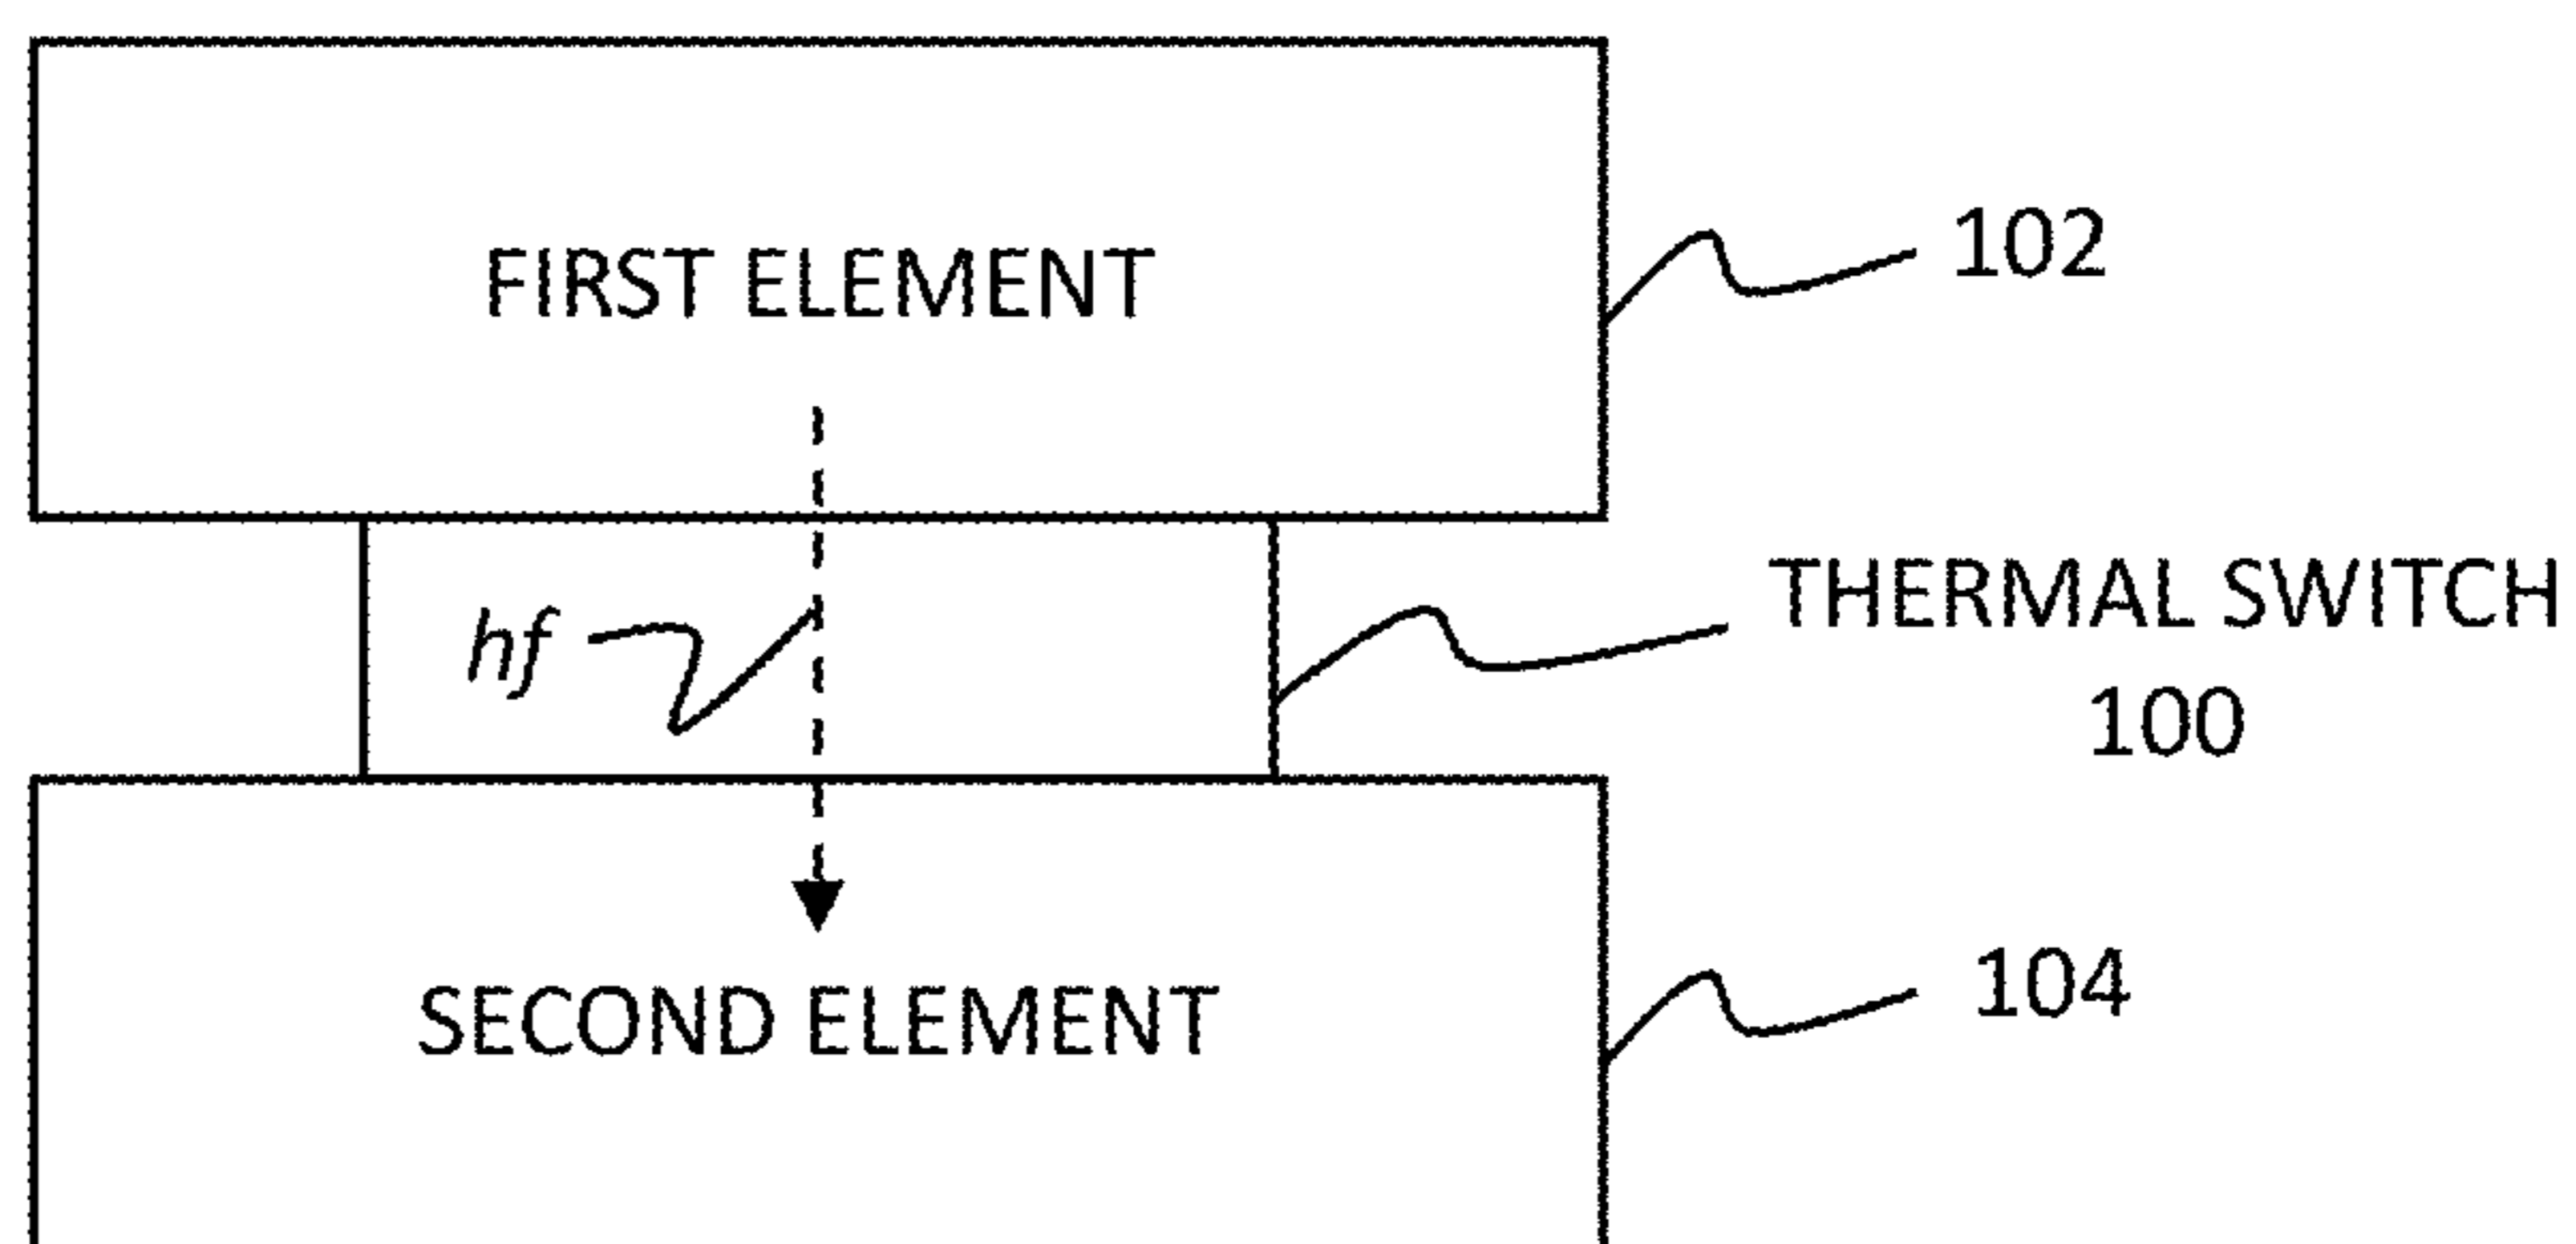 FIRST ELEMENT
102
hf
THERMAL SWITCH
100
SECOND ELEMENT
104